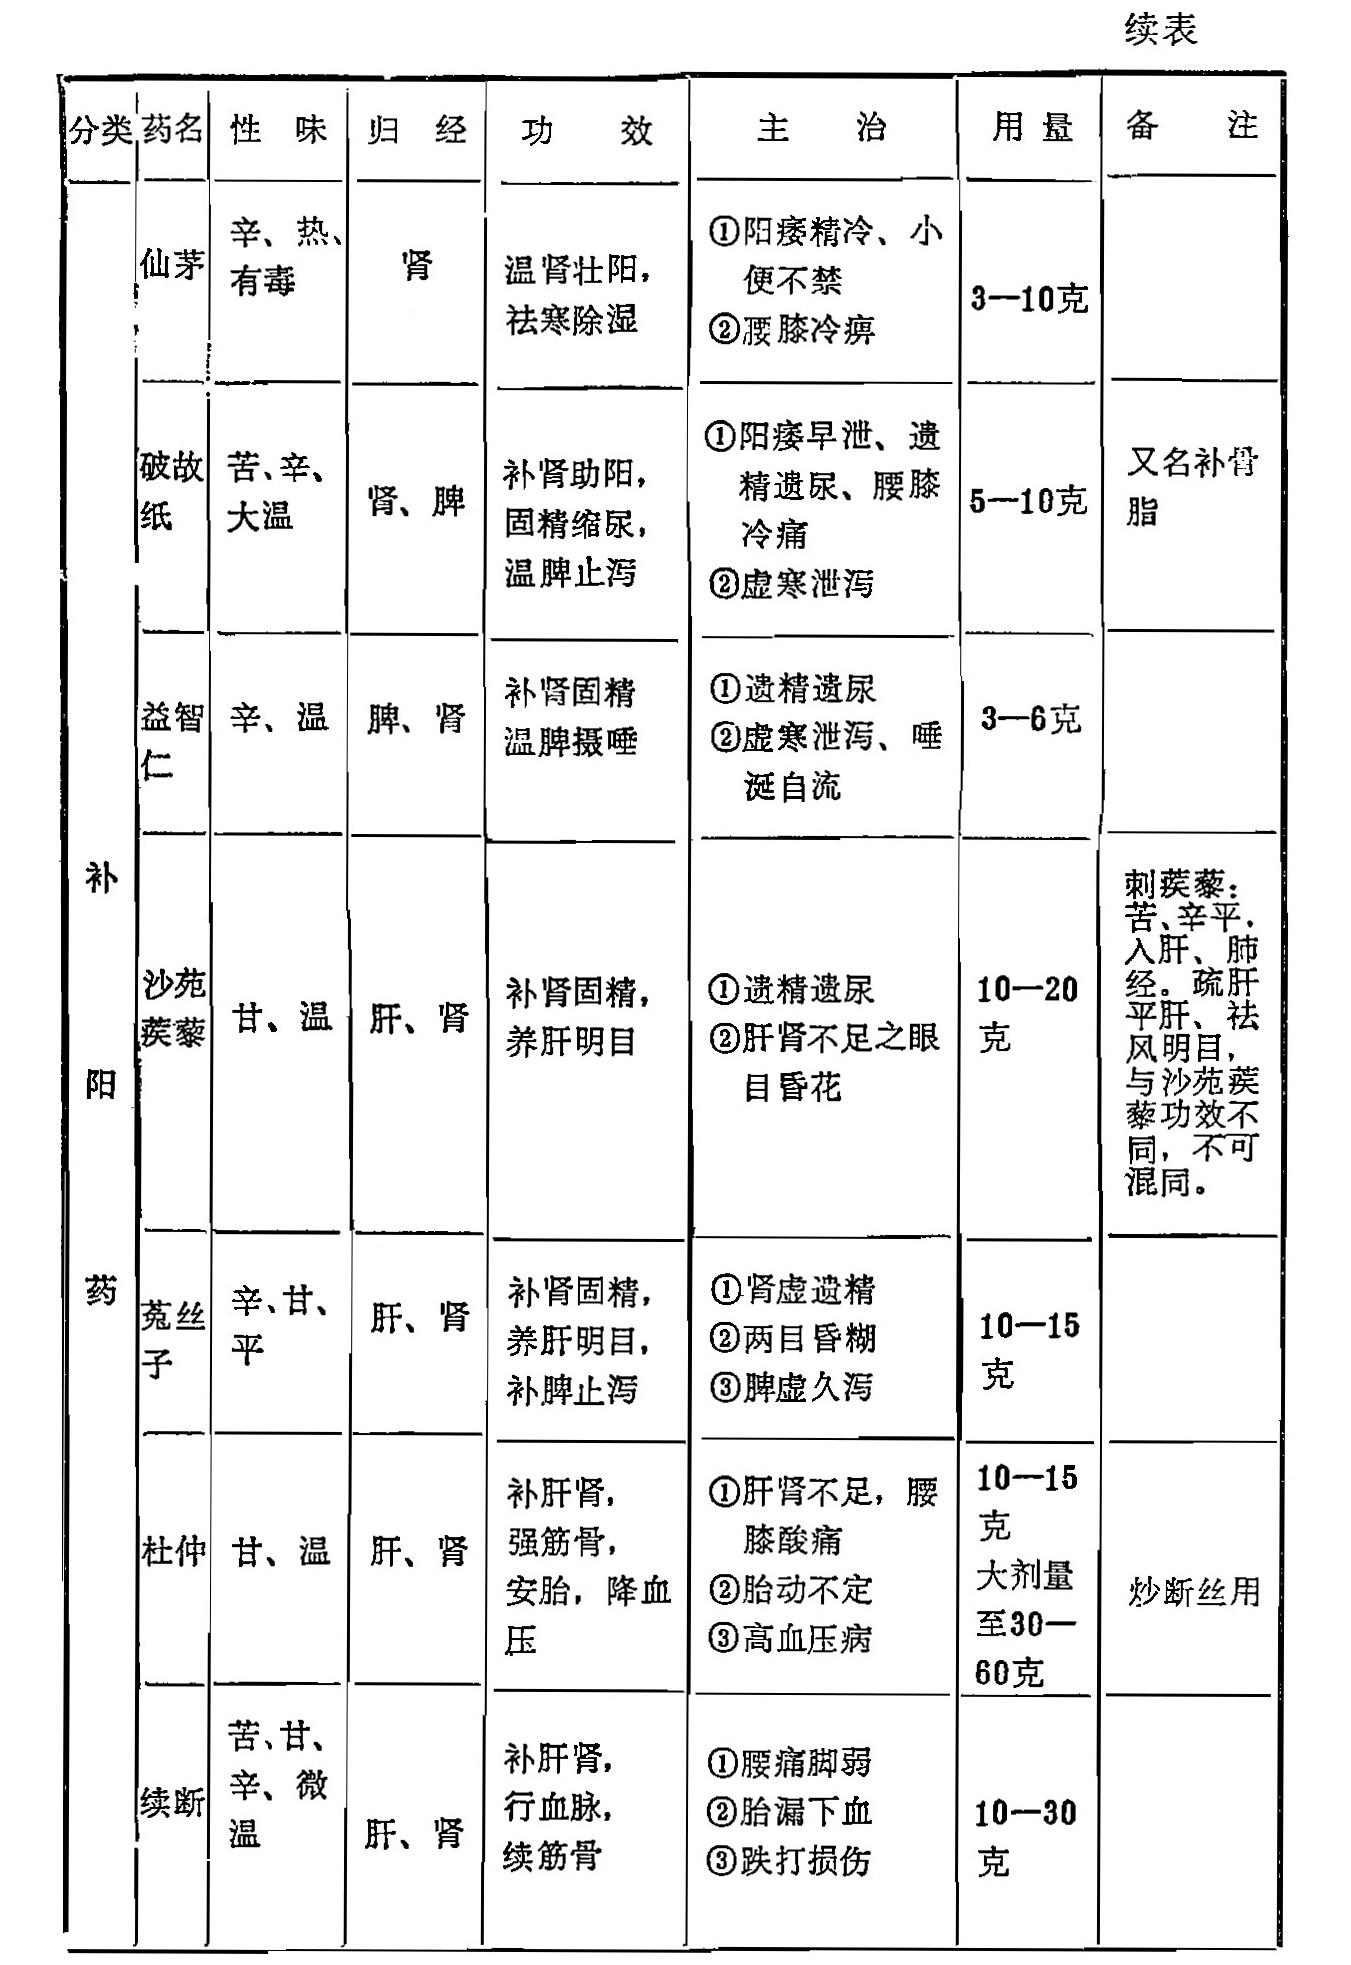 续表
分类 药名 性味 归经 功效 主治 用量 备注
补
阳
药
仙茅
辛、热、
有毒
肾
温肾壮阳，
祛寒除湿
①阳痿精冷、小
便不禁
②腰膝冷痹
3—10克
破故
纸
苦、辛、
大温
肾、脾
补肾助阳，
固精缩尿，
温脾止泻
①阳痿早泄、遗
精遗尿、腰膝
冷痛
②虚寒泄泻
5—10克
又名补骨
脂
益智
仁
辛、温
脾、肾
补肾固精
温脾摄唾
①遗精遗尿
②虚寒泄泻、唾
涎自流
3—6克
沙苑
蒺藜
甘、温
肝、肾
补肾固精，
养肝明目
①遗精遗尿
②肝肾不足之眼
目昏花
10—20
克
刺蒺藜：
苦、辛平，
入肝、肺
经。疏肝
平肝、祛
风明目，
与沙苑蒺
藜功效不
同，不可
混同。
菟丝
子
辛、甘、
平
肝、肾
补肾固精，
养肝明目，
补脾止泻
①肾虚遗精
②两目昏糊
③脾虚久泻
10—15
克
杜仲
甘、温
肝、肾
补肝肾，
强筋骨，
安胎，降血
压
①肝肾不足，腰
膝酸痛
②胎动不定
③高血压病
10—15
克
大剂量
至30—
60克
炒断丝用
续断
苦、甘、
辛、微
温
肝、肾
补肝肾，
行血脉，
续筋骨
①腰痛脚弱
②胎漏下血
③跌打损伤
10—30
克